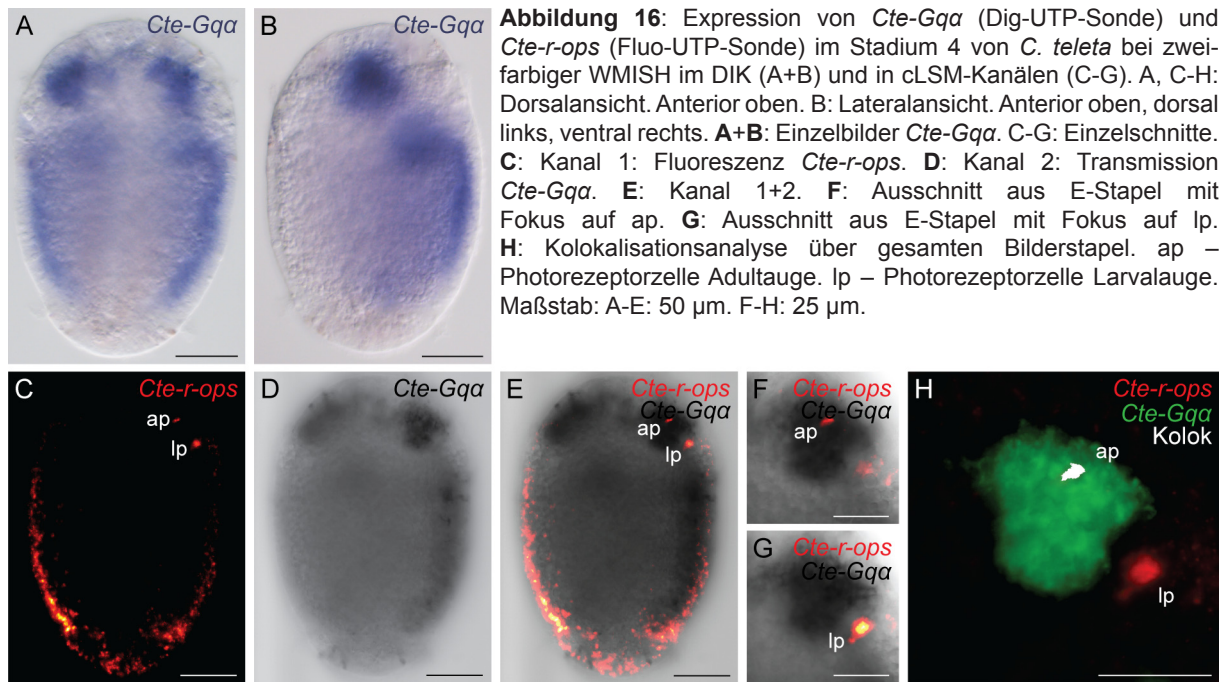 A
Cte-Gqα
B
Cte-Gqα
Abbildung 16: Expression von Cte-Gqα (Dig-UTP-Sonde) und
Cte-r-ops (Fluo-UTP-Sonde) im Stadium 4 von C. teleta bei zwei-
farbiger WMISH im DIK (A+B) und in cLSM-Kanälen (C-G). A, C-H:
Dorsalansicht. Anterior oben. B: Lateralansicht. Anterior oben, dorsal
links, ventral rechts. A+B: Einzelbilder Cte-Gqα. C-G: Einzelschnitte.
C: Kanal 1: Fluoreszenz Cte-r-ops. D: Kanal 2: Transmission
Cte-Gqα. E: Kanal 1+2. F: Ausschnitt aus E-Stapel mit
Fokus auf ap. G: Ausschnitt aus E-Stapel mit Fokus auf lp.
H: Kolokalisationsanalyse über gesamten Bilderstapel. ap –
Photorezeptorzelle Adultauge. lp – Photorezeptorzelle Larvalauge.
Maßstab: A-E: 50 µm. F-H: 25 µm.
C
Cte-r-ops
ap
lp
D
Cte-Gqα
E
Cte-r-ops
Cte-Gqα
ap
lp
F
Cte-r-ops
Cte-Gqα
ap
G
Cte-r-ops
Cte-Gqα
lp
H
Cte-r-ops
Cte-Gqα
Kolok
ap
lp